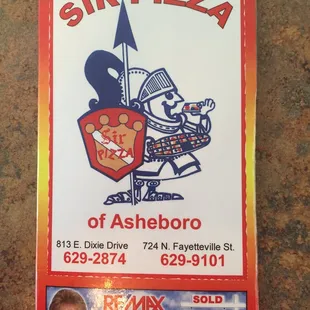 SIR PIZZA
Sir
PIZZA
of Asheboro
813 E. Dixie Drive 724 N. Fayetteville St.
629-2874 629-9101
RE/MAX
SOLD